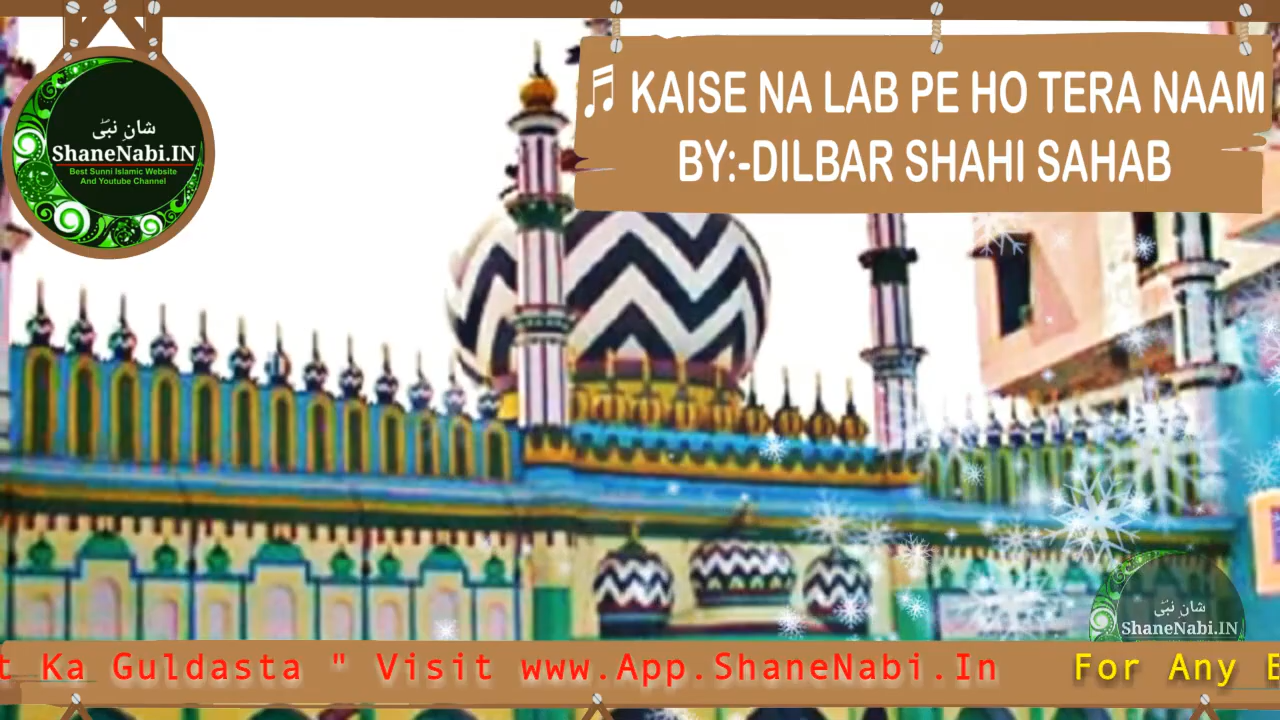 ♫ KAISE NA LAB PE HO TERA NAAM
BY:-DILBAR SHAHI SAHAB
شانِ نبیؐ
ShaneNabi.IN
Best Sunni Islamic Website
And Youtube Channel
شانِ نبیؐ
ShaneNabi.IN
t Ka Guldasta " Visit www.App.ShaneNabi.In For Any E